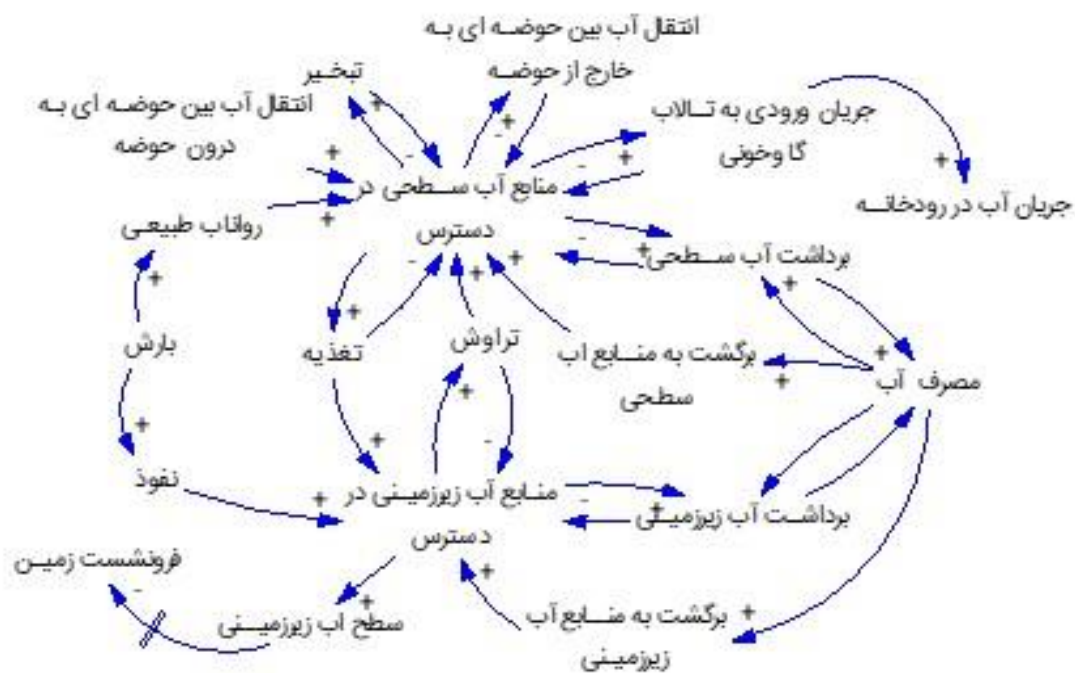 انتقال آب بین حوضه ای به
خارج از حوضه
تبخیر
انتقال آب بین حوضه ای به
درون حوضه
جریان ورودی به تالاب
گاوخونی
منابع آب سطحی در
دسترس
جریان آب در رودخانه
رواناب طبیعی
برداشت آب سطحی
بارش
تغذیه
تراوش
برگشت به منابع اب
سطحی
مصرف آب
نفوذ
منابع آب زیرزمینی در
دسترس
برداشت آب زیرزمینی
فرونشست زمین
سطح اب زیرزمینی
برگشت به منابع آب
زیرزمینی